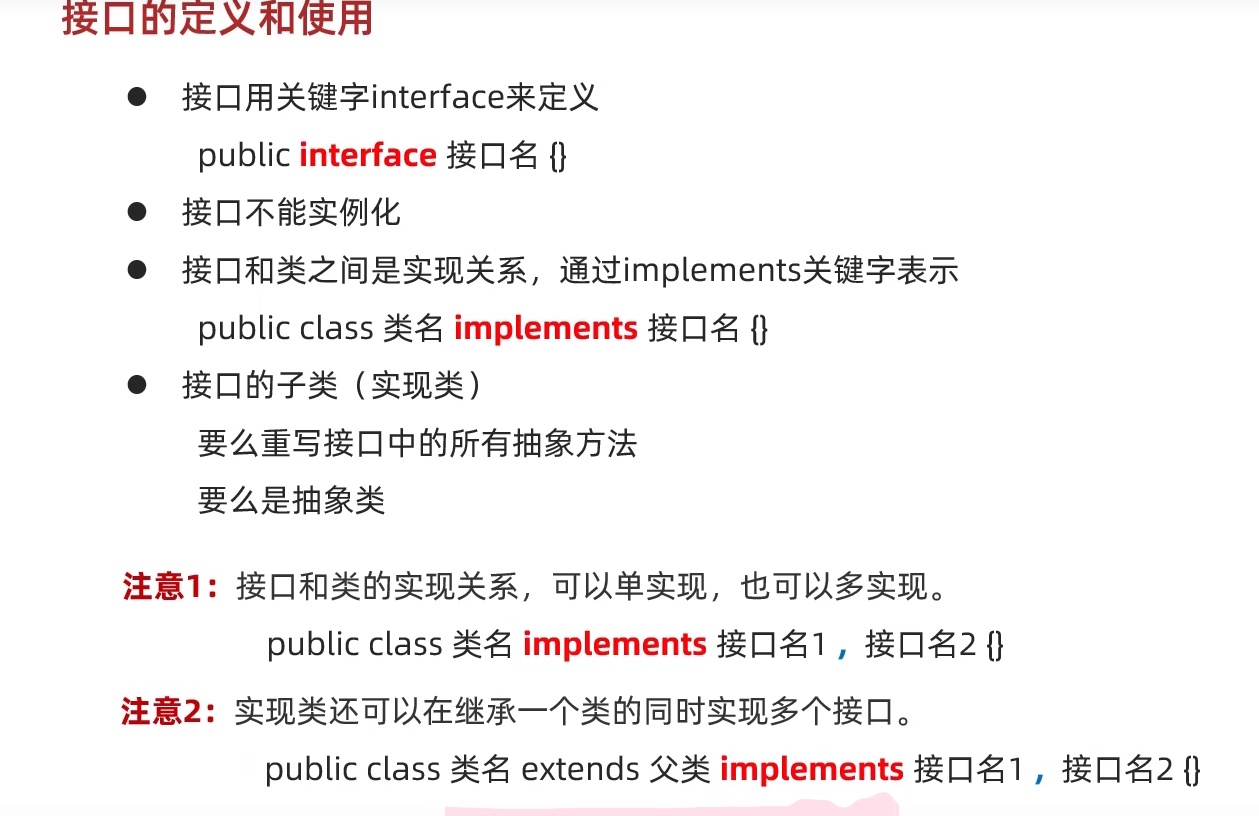 接口的定义和使用
● 接口用关键字interface来定义
public interface 接口名 {}
● 接口不能实例化
● 接口和类之间是实现关系，通过implements关键字表示
public class 类名 implements 接口名 {}
● 接口的子类（实现类）
要么重写接口中的所有抽象方法
要么是抽象类
注意1：接口和类的实现关系，可以单实现，也可以多实现。
public class 类名 implements 接口名1 ，接口名2 {}
注意2：实现类还可以在继承一个类的同时实现多个接口。
public class 类名 extends 父类 implements 接口名1 ，接口名2 {}